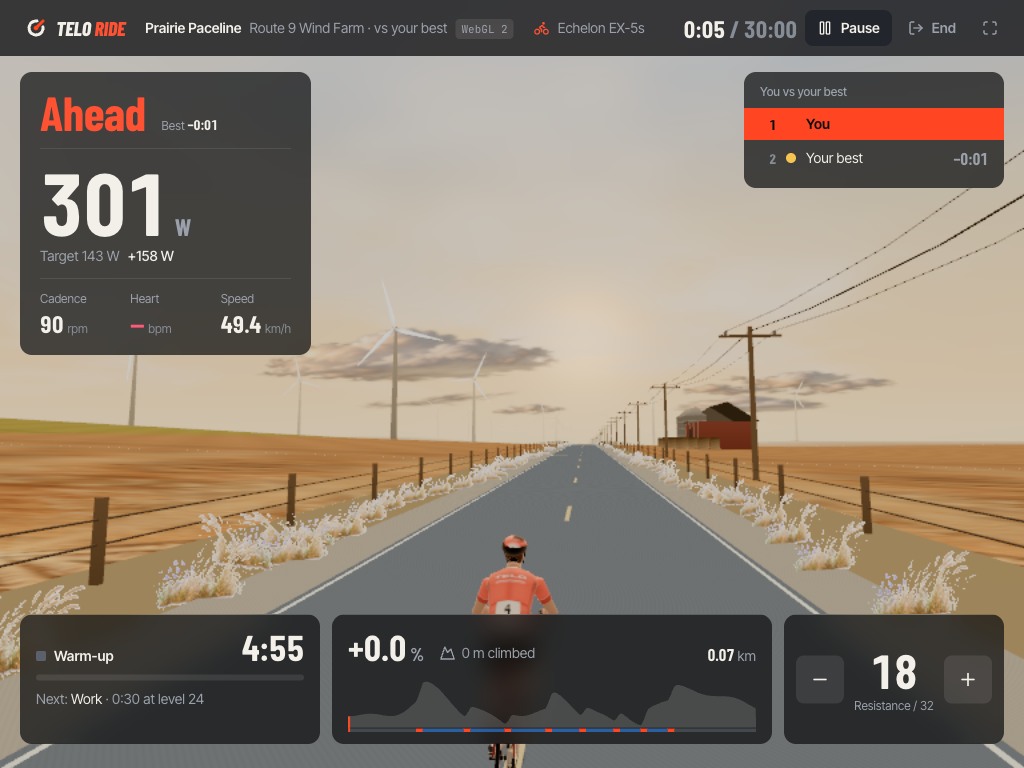 TELO RIDE
Prairie Paceline Route 9 Wind Farm · vs your best WebGL 2
Echelon EX-5s
0:05 / 30:00
Pause
End
Ahead Best −0:01
301 W
Target 143 W +158 W
Cadence Heart Speed
90 rpm – bpm 49.4 km/h
You vs your best
1 You
2 Your best −0:01
TELO
4
Warm-up 4:55
Next: Work · 0:30 at level 24
+0.0 % 0 m climbed 0.07 km
− 18 +
Resistance / 32